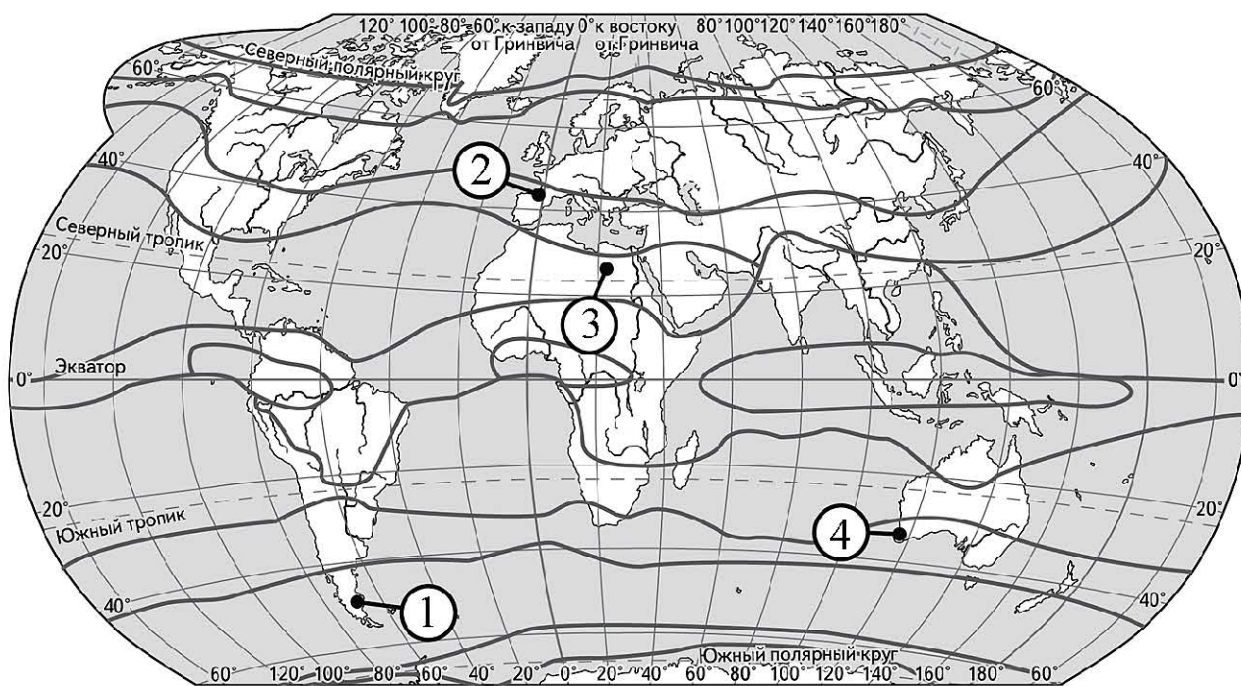 120° 100° 80° 60° к западу 0° к востоку 80° 100° 120° 140° 160° 180°
от Гринвича от Гринвича
Северный полярный круг
60°
60°
40°
40°
2
Северный тропик
20°
20°
3
Экватор
0°
0°
20°
20°
Южный тропик
4
40°
40°
1
Южный полярный круг
60° 120° 100° 80° 60° 40° 20° 0° 20° 40° 60° 80° 100° 120° 140° 160° 180° 60°